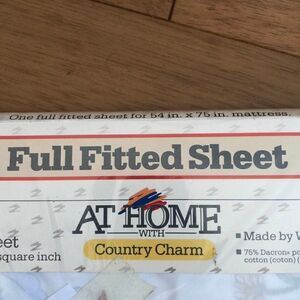 One full fitted sheet for 54 in. x 75 in. mattress.
Full Fitted Sheet
AT HOME
WITH
Country Charm
eet
square inch
■ Made by W
■ 75% Dacron® po
cotton (coton) (